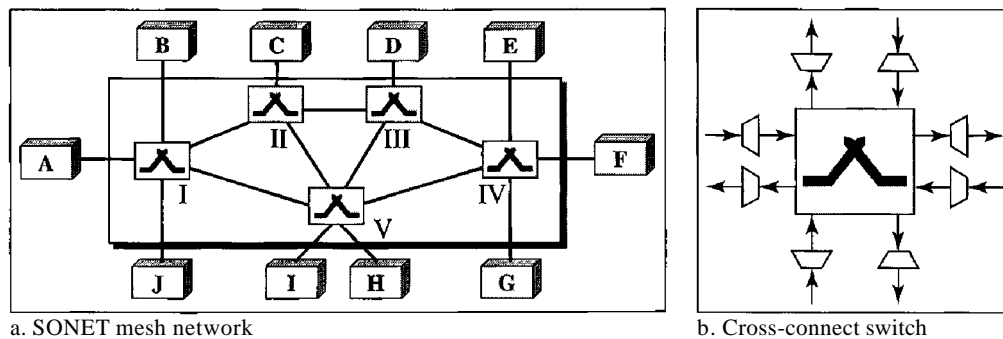 B C D E
II III
A I IV F
V
J I H G
a. SONET mesh network
b. Cross-connect switch